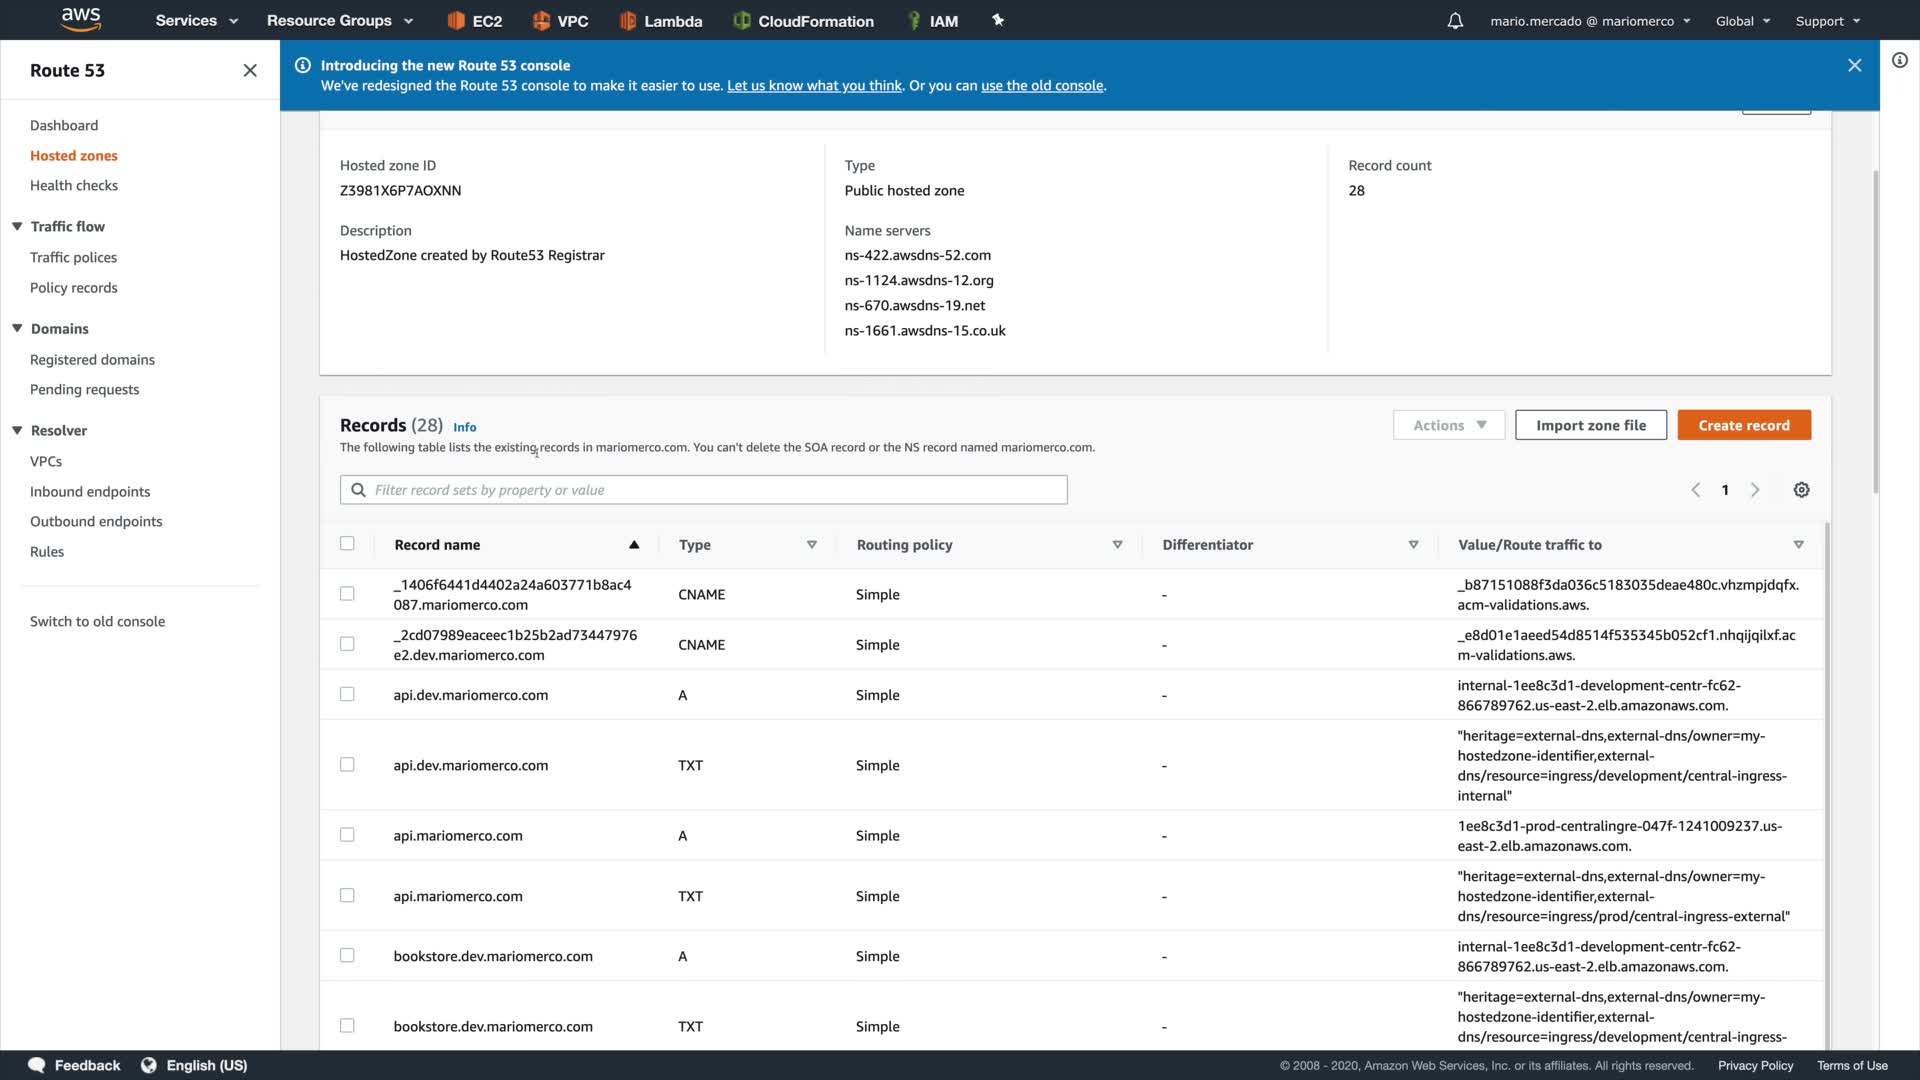 aws Services Resource Groups EC2 VPC Lambda CloudFormation IAM mario.mercado @ mariomerco Global Support
Route 53
Introducing the new Route 53 console
We've redesigned the Route 53 console to make it easier to use. Let us know what you think. Or you can use the old console.
Dashboard
Hosted zones
Health checks
Traffic flow
Traffic polices
Policy records
Domains
Registered domains
Pending requests
Resolver
VPCs
Inbound endpoints
Outbound endpoints
Rules
Switch to old console
Hosted zone ID
Z3981X6P7AOXNN
Description
HostedZone created by Route53 Registrar
Type
Public hosted zone
Name servers
ns-422.awsdns-52.com
ns-1124.awsdns-12.org
ns-670.awsdns-19.net
ns-1661.awsdns-15.co.uk
Record count
28
Records (28) Info
The following table lists the existing records in mariomerco.com. You can't delete the SOA record or the NS record named mariomerco.com.
Actions Import zone file Create record
Filter record sets by property or value
1
Record name Type Routing policy Differentiator Value/Route traffic to
_1406f6441d4402a24a603771b8ac4
087.mariomerco.com
CNAME
Simple
-
_b87151088f3da036c5183035deae480c.vhzmpjdqfx.
acm-validations.aws.
_2cd07989eaceec1b25b2ad73447976
e2.dev.mariomerco.com
CNAME
Simple
-
_e8d01e1aeed54d8514f535345b052cf1.nhqijqilxf.ac
m-validations.aws.
api.dev.mariomerco.com
A
Simple
-
internal-1ee8c3d1-development-centr-fc62-
866789762.us-east-2.elb.amazonaws.com.
api.dev.mariomerco.com
TXT
Simple
-
"heritage=external-dns,external-dns/owner=my-
hostedzone-identifier,external-
dns/resource=ingress/development/central-ingress-
internal"
api.mariomerco.com
A
Simple
-
1ee8c3d1-prod-centralingre-047f-1241009237.us-
east-2.elb.amazonaws.com.
api.mariomerco.com
TXT
Simple
-
"heritage=external-dns,external-dns/owner=my-
hostedzone-identifier,external-
dns/resource=ingress/prod/central-ingress-external"
bookstore.dev.mariomerco.com
A
Simple
-
internal-1ee8c3d1-development-centr-fc62-
866789762.us-east-2.elb.amazonaws.com.
bookstore.dev.mariomerco.com
TXT
Simple
-
"heritage=external-dns,external-dns/owner=my-
hostedzone-identifier,external-
dns/resource=ingress/development/central-ingress-
Feedback English (US) © 2008 - 2020, Amazon Web Services, Inc. or its affiliates. All rights reserved. Privacy Policy Terms of Use